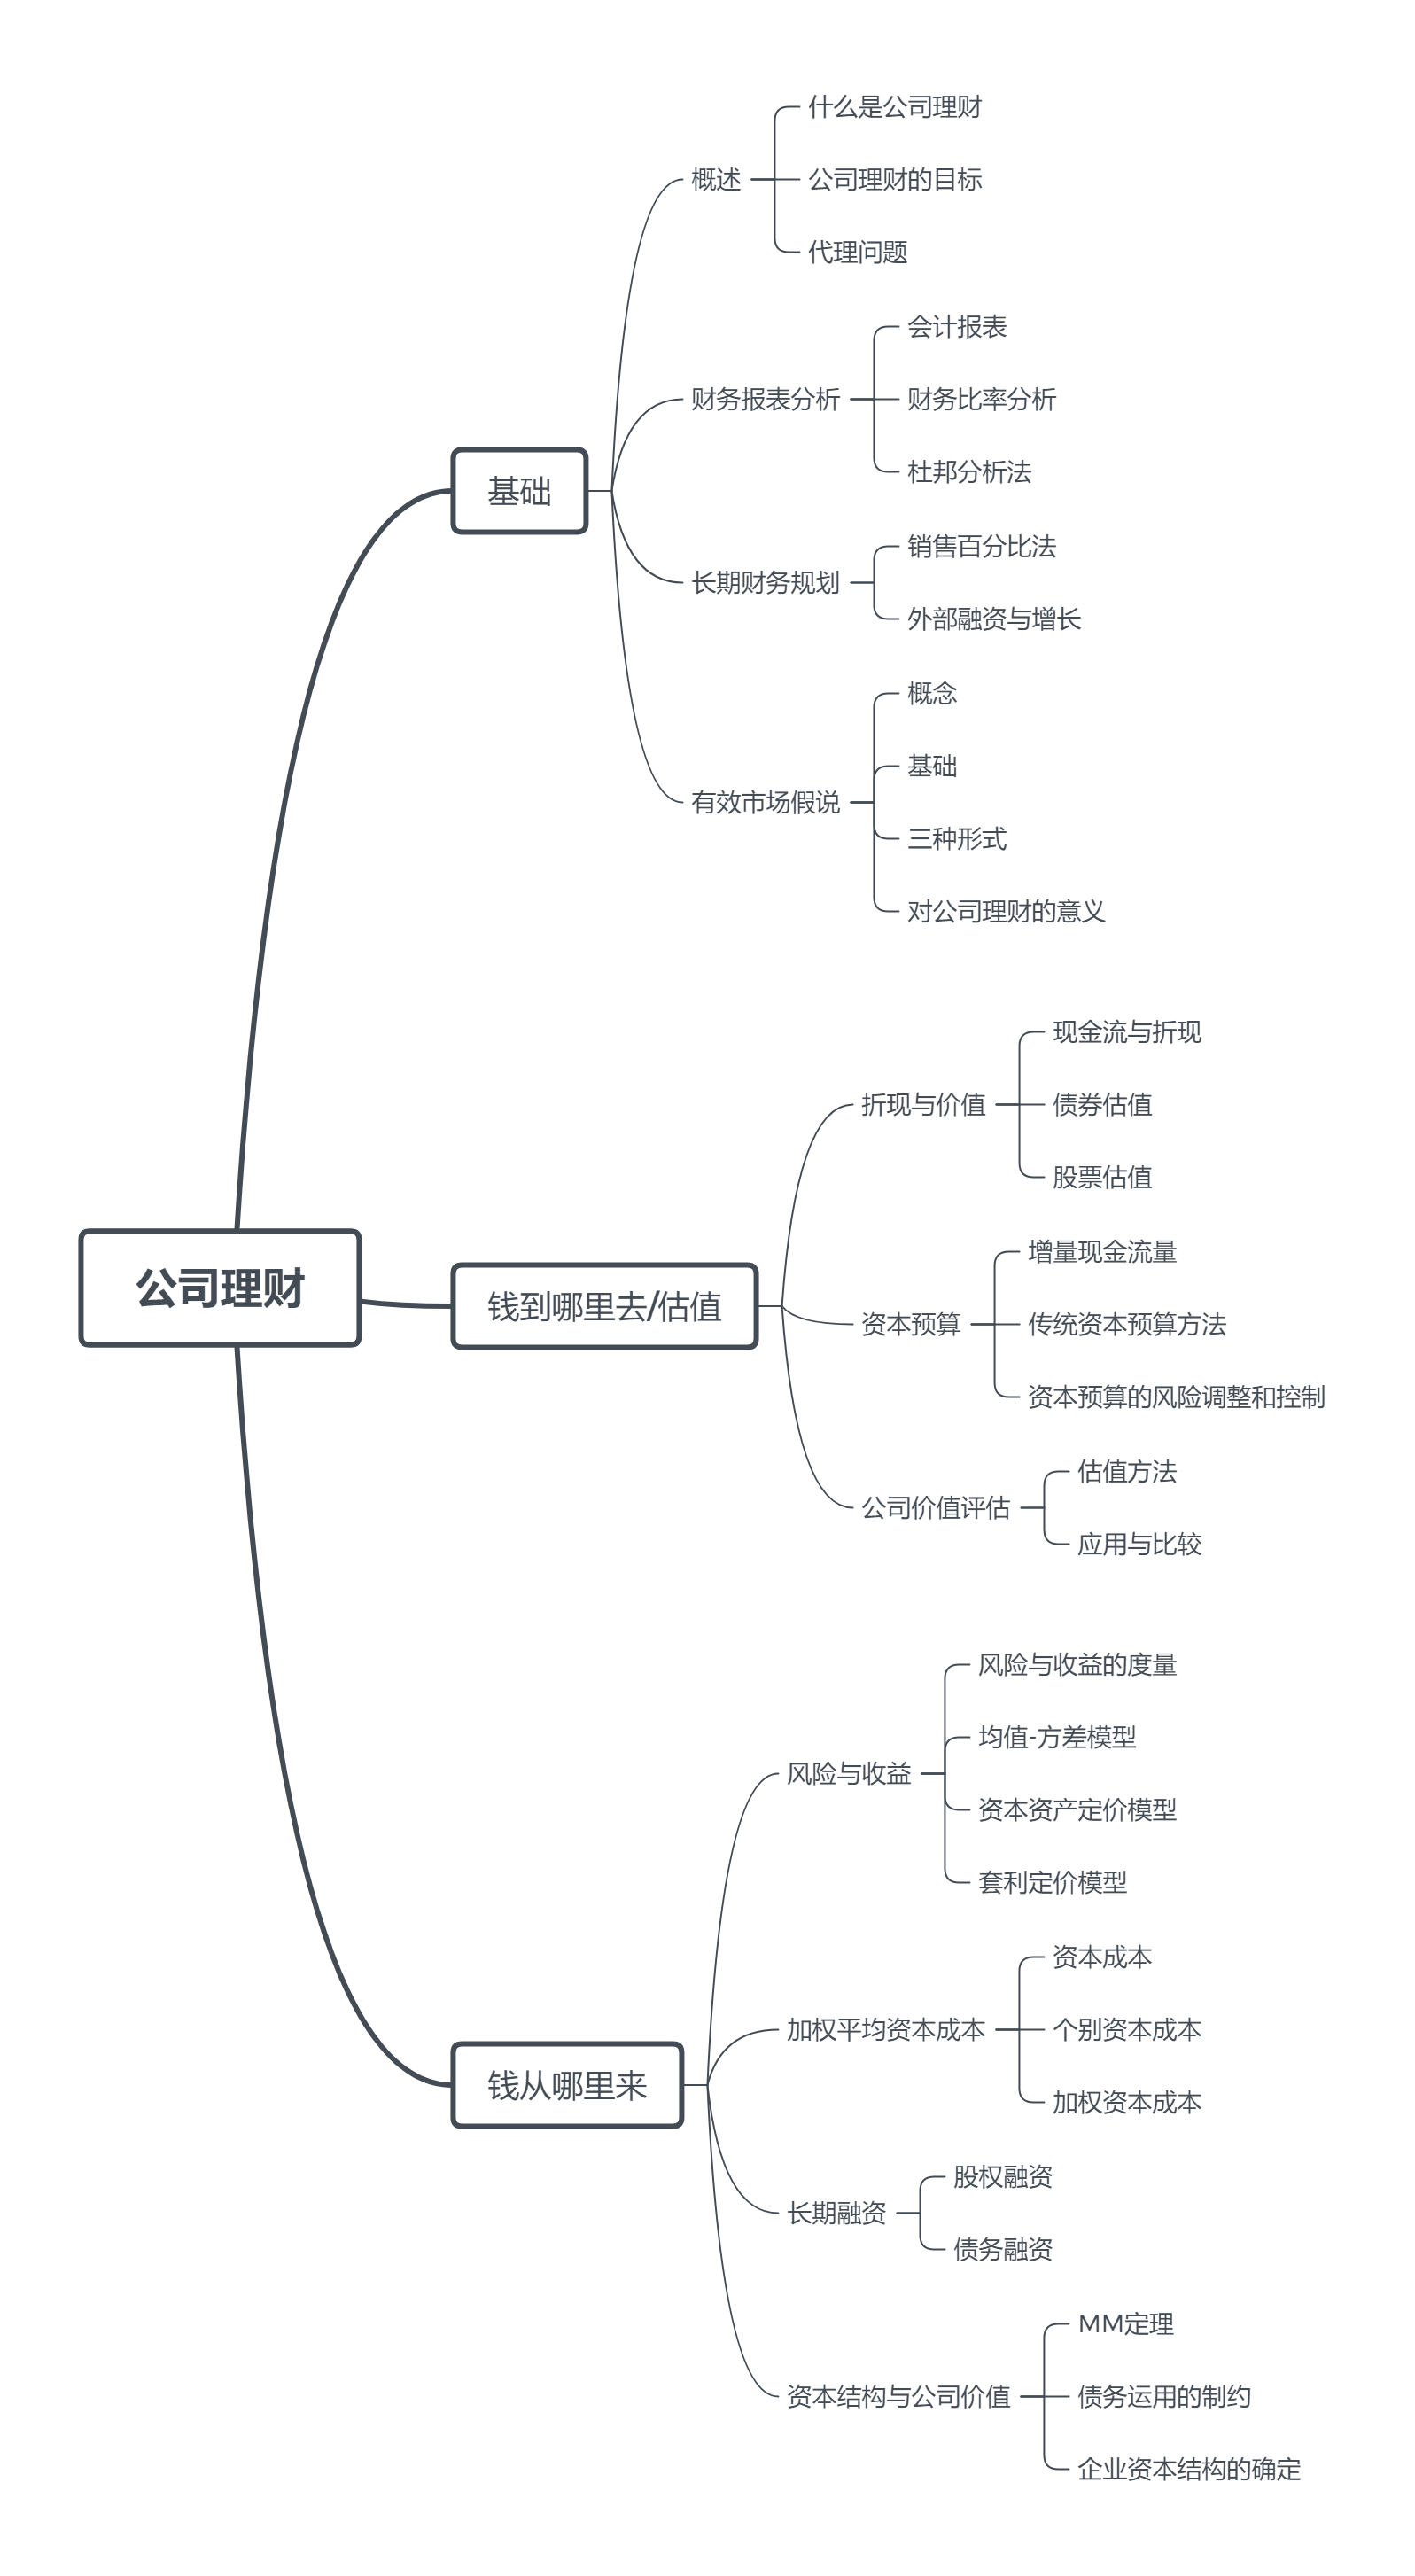 公司理财
基础
概述
什么是公司理财
公司理财的目标
代理问题
财务报表分析
会计报表
财务比率分析
杜邦分析法
长期财务规划
销售百分比法
外部融资与增长
有效市场假说
概念
基础
三种形式
对公司理财的意义
钱到哪里去/估值
折现与价值
现金流与折现
债券估值
股票估值
资本预算
增量现金流量
传统资本预算方法
资本预算的风险调整和控制
公司价值评估
估值方法
应用与比较
钱从哪里来
风险与收益
风险与收益的度量
均值-方差模型
资本资产定价模型
套利定价模型
加权平均资本成本
资本成本
个别资本成本
加权资本成本
长期融资
股权融资
债务融资
资本结构与公司价值
MM定理
债务运用的制约
企业资本结构的确定